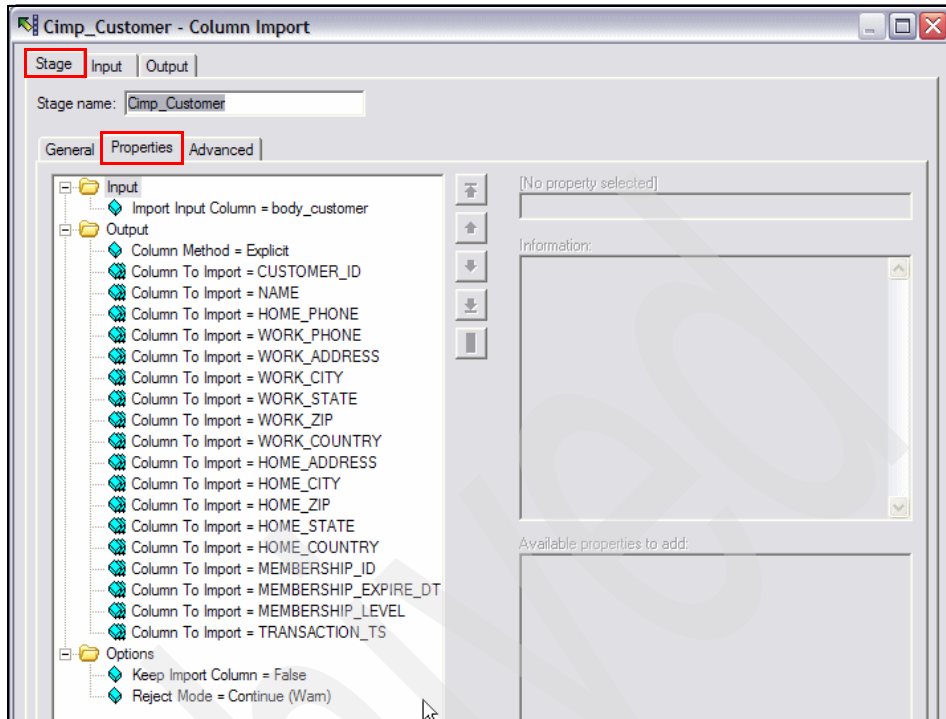 Cimp_Customer - Column Import
Stage Input Output
Stage name: Cimp_Customer
General Properties Advanced
Input
Import Input Column = body_customer
Output
Column Method = Explicit
Column To Import = CUSTOMER_ID
Column To Import = NAME
Column To Import = HOME_PHONE
Column To Import = WORK_PHONE
Column To Import = WORK_ADDRESS
Column To Import = WORK_CITY
Column To Import = WORK_STATE
Column To Import = WORK_ZIP
Column To Import = WORK_COUNTRY
Column To Import = HOME_ADDRESS
Column To Import = HOME_CITY
Column To Import = HOME_ZIP
Column To Import = HOME_STATE
Column To Import = HOME_COUNTRY
Column To Import = MEMBERSHIP_ID
Column To Import = MEMBERSHIP_EXPIRE_DT
Column To Import = MEMBERSHIP_LEVEL
Column To Import = TRANSACTION_TS
Options
Keep Import Column = False
Reject Mode = Continue (Warn)
[No property selected]
Information:
Available properties to add: